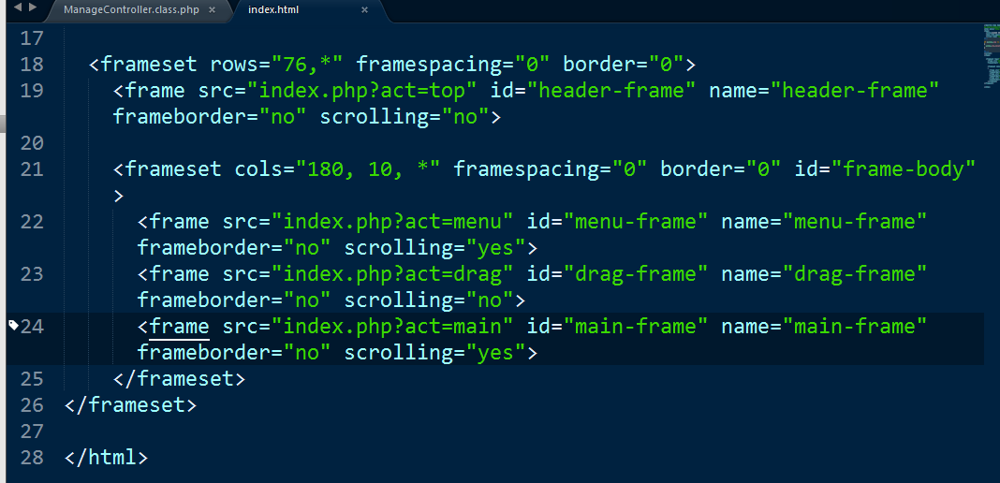 ManageController.class.php × index.html ×
17
18 <frameset rows="76,*" framespacing="0" border="0">
19 <frame src="index.php?act=top" id="header-frame" name="header-frame"
frameborder="no" scrolling="no">
20
21 <frameset cols="180, 10, *" framespacing="0" border="0" id="frame-body"
>
22 <frame src="index.php?act=menu" id="menu-frame" name="menu-frame"
frameborder="no" scrolling="yes">
23 <frame src="index.php?act=drag" id="drag-frame" name="drag-frame"
frameborder="no" scrolling="no">
24 <frame src="index.php?act=main" id="main-frame" name="main-frame"
frameborder="no" scrolling="yes">
25 </frameset>
26 </frameset>
27
28 </html>